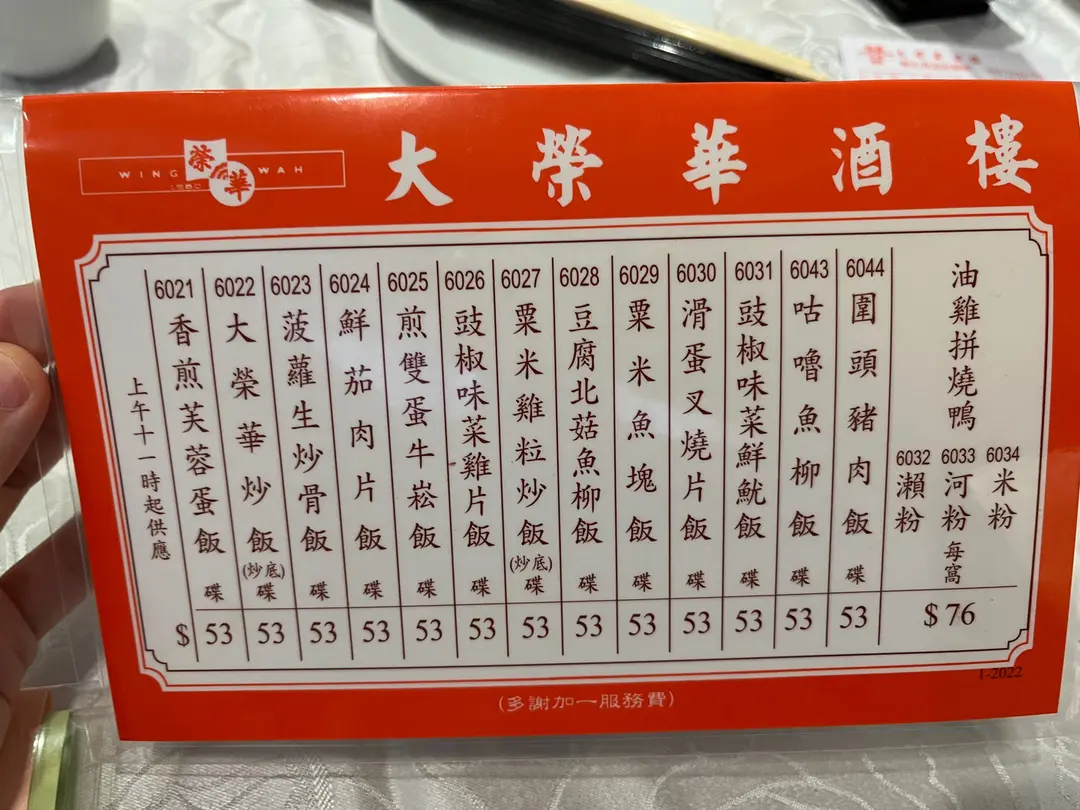 WING WAH
榮華
大榮華酒樓
油雞拼燒鴨
6034 米粉
6033 河粉
6032 瀨粉
每窩
$76
6044 圍頭豬肉飯 碟 53
6043 咕嚕魚柳飯 碟 53
6031 豉椒味菜鮮魷飯 碟 53
6030 滑蛋叉燒片飯 碟 53
6029 粟米魚塊飯 碟 53
6028 豆腐北菇魚柳飯 碟 53
6027 粟米雞粒炒飯 (炒底) 碟 53
6026 豉椒味菜雞片飯 碟 53
6025 煎雙蛋牛崧飯 碟 53
6024 鮮茄肉片飯 碟 53
6023 菠蘿生炒骨飯 碟 53
6022 大榮華炒飯 (炒底) 碟 53
6021 香煎芙蓉蛋飯 碟 53
上午十一時起供應 $
1-2022
(多謝加一服務費)